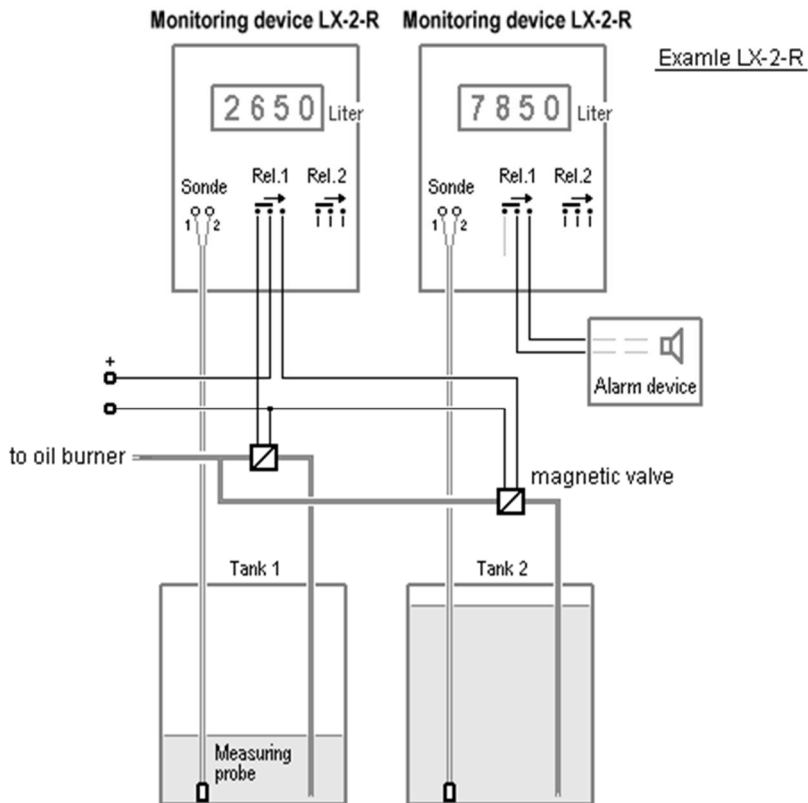 Monitoring device LX-2-R
Monitoring device LX-2-R
Examle LX-2-R
2650 Liter
7850 Liter
Sonde
Rel.1
Rel.2
1 2
Sonde
Rel.1
Rel.2
1 2
+
Alarm device
to oil burner
magnetic valve
Tank 1
Tank 2
Measuring
probe